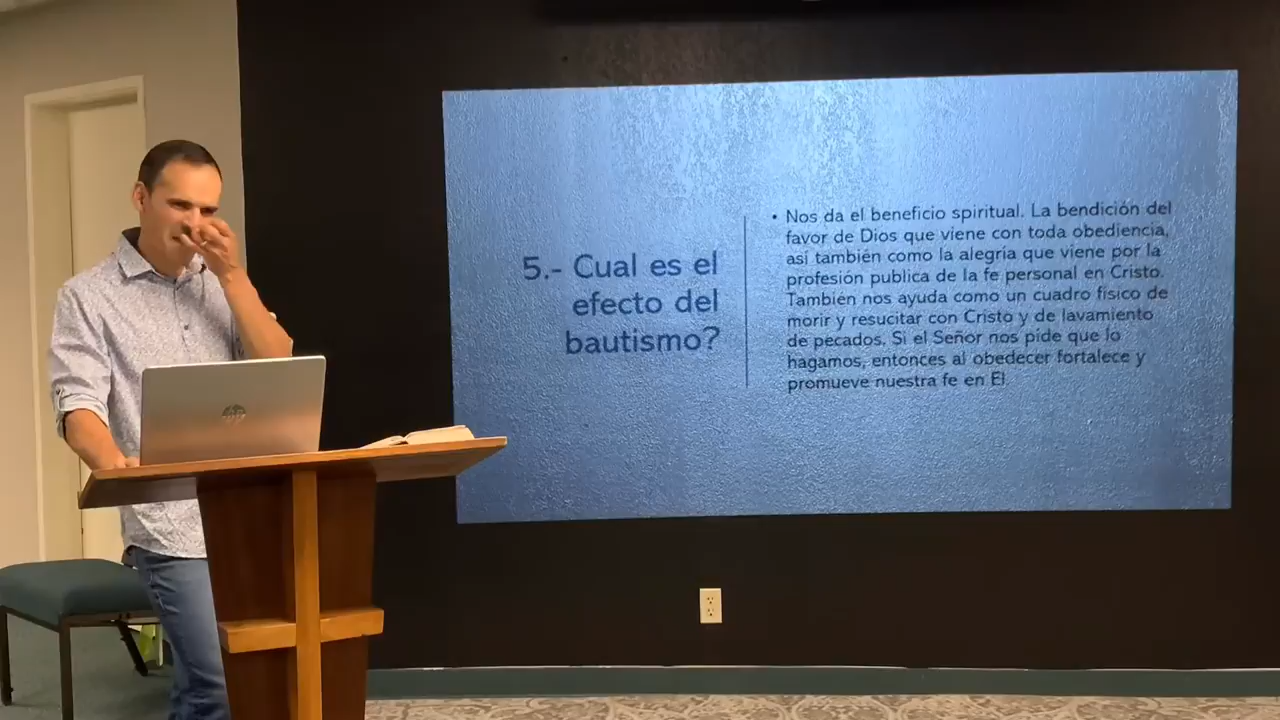 5.- Cual es el
efecto del
bautismo?
• Nos da el beneficio spiritual. La bendición del
favor de Dios que viene con toda obediencia,
así también como la alegría que viene por la
profesión publica de la fe personal en Cristo.
También nos ayuda como un cuadro físico de
morir y resucitar con Cristo y de lavamiento
de pecados. Si el Señor nos pide que lo
hagamos, entonces al obedecer fortalece y
promueve nuestra fe en El.
hp